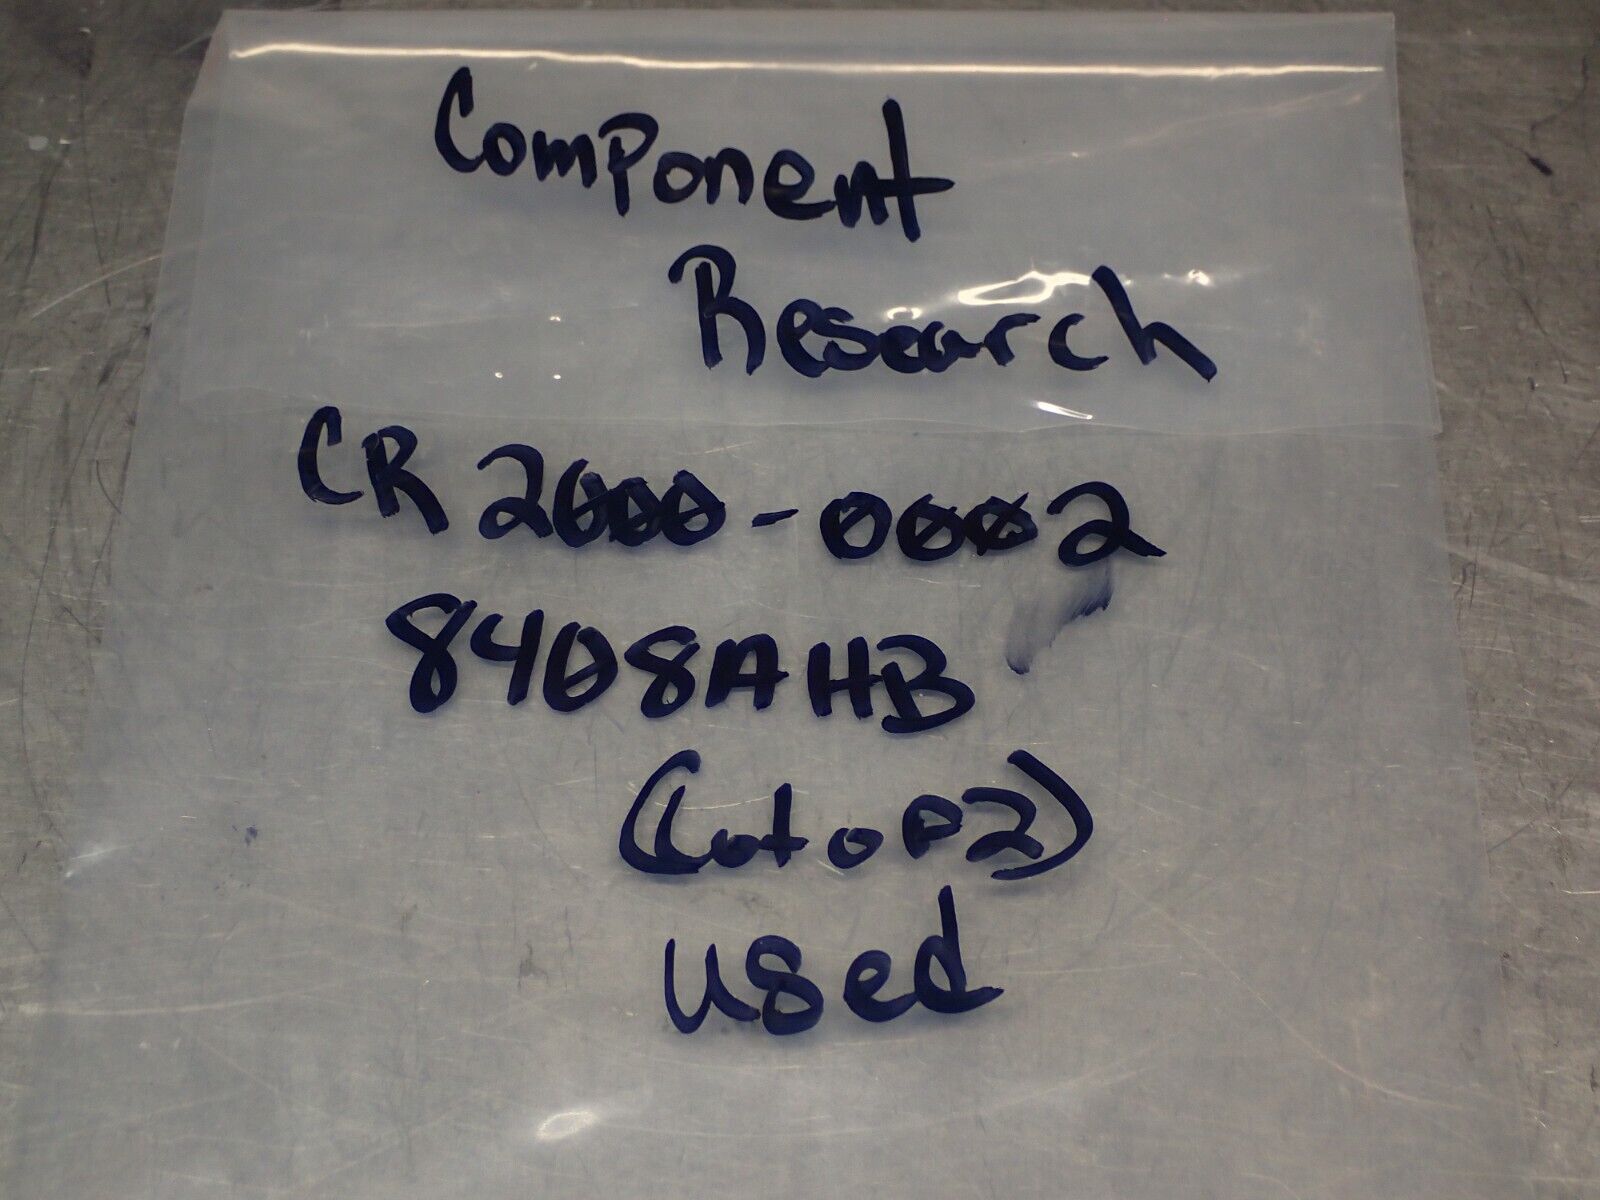 Component
Research
CR2000-0002
8408AHB
(Lot of 2)
used